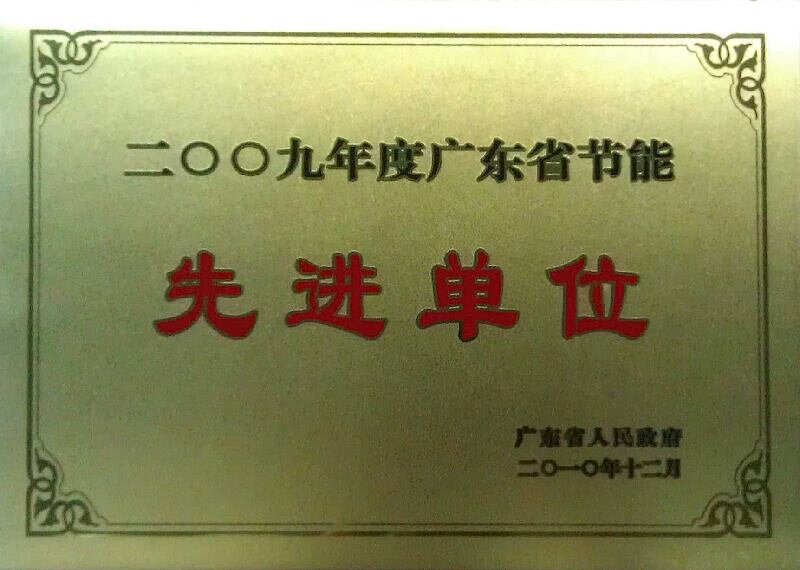 二〇〇九年度广东省节能
先进单位
广东省人民政府
二〇一〇年十二月